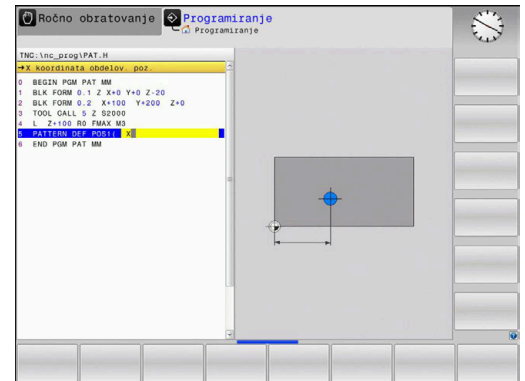 Ročno obratovanje
Programiranje
Programiranje
TNC:\nc_prog\PAT.H
→X koordinata obdelov. poz.
0 BEGIN PGM PAT MM
1 BLK FORM 0.1 Z X+0 Y+0 Z-20
2 BLK FORM 0.2 X+100 Y+200 Z+0
3 TOOL CALL 5 Z S2000
4 L Z+100 R0 FMAX M3
5 PATTERN DEF POS1( X
6 END PGM PAT MM